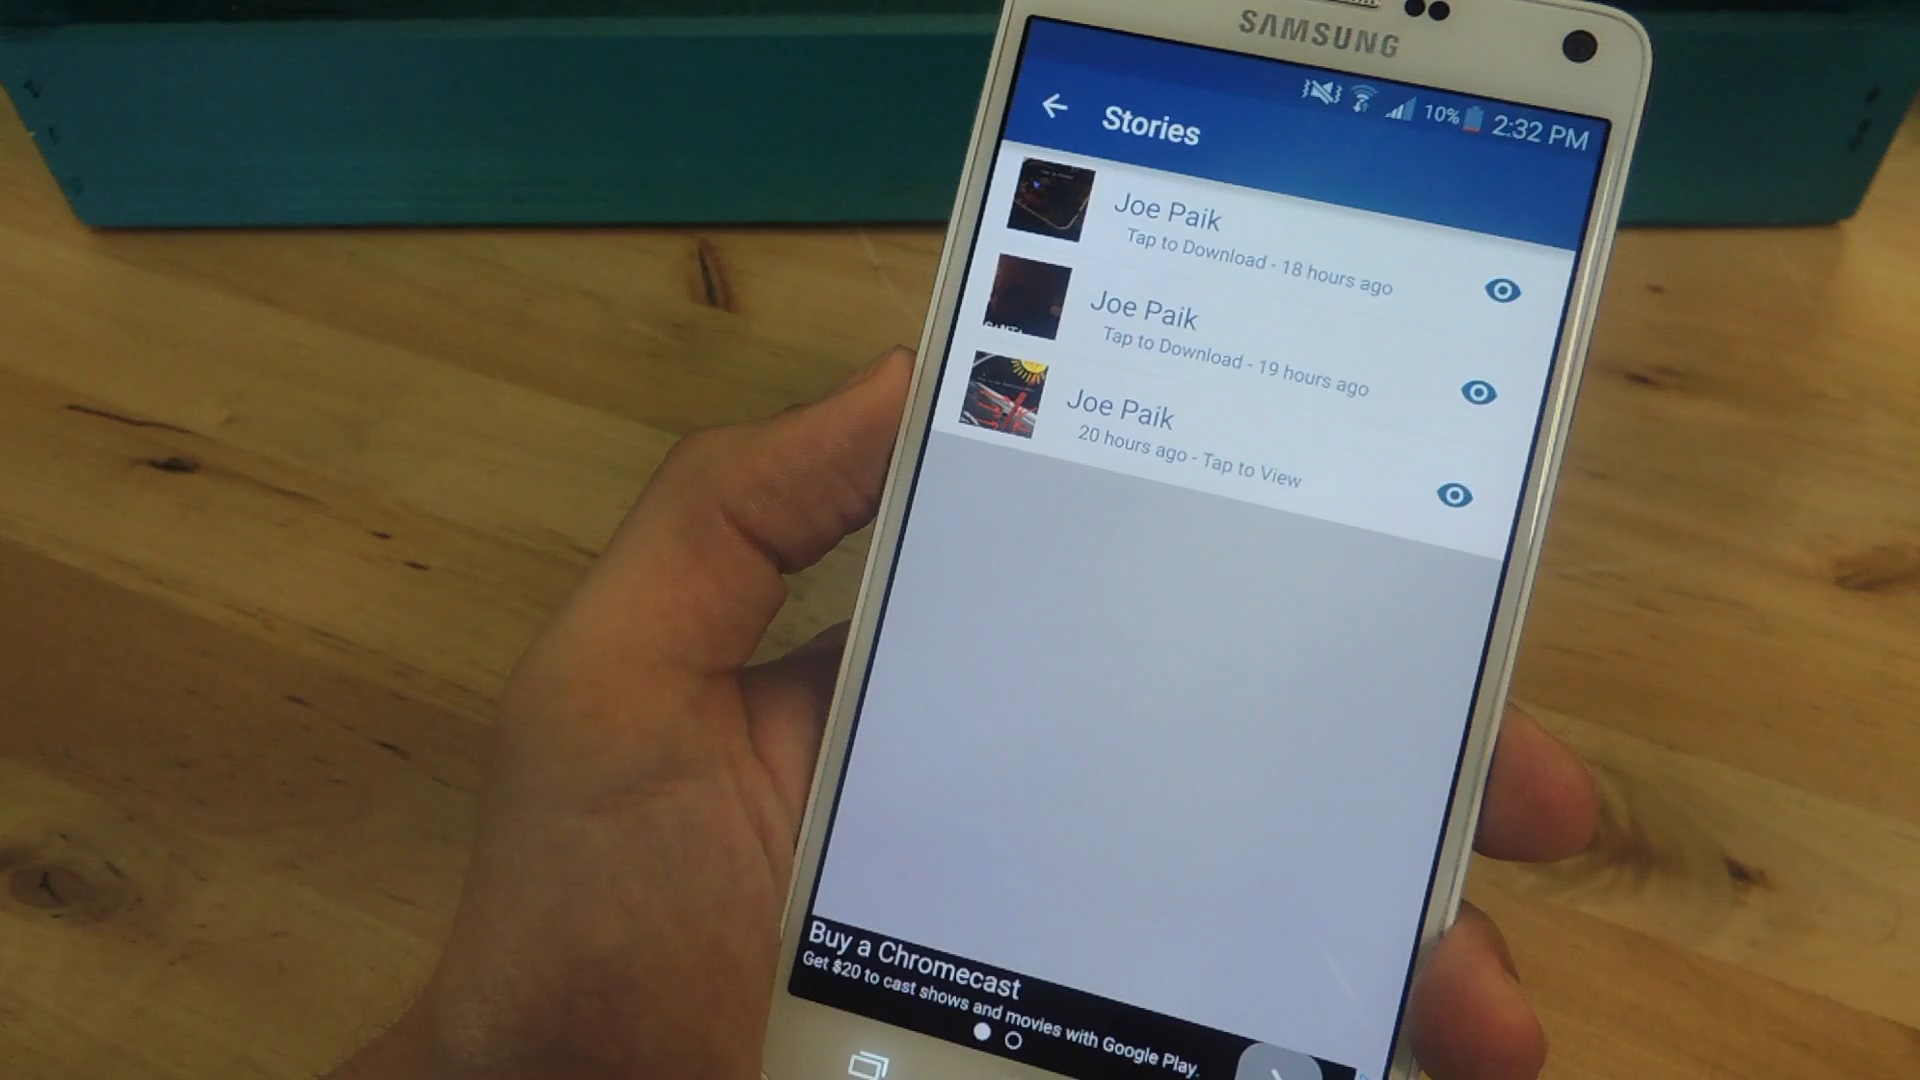 SAMSUNG
10% 2:32 PM
Stories
Joe Paik
Tap to Download - 18 hours ago
Joe Paik
Tap to Download - 19 hours ago
Joe Paik
20 hours ago - Tap to View
Buy a Chromecast
Get $20 to cast shows and movies with Google Play.